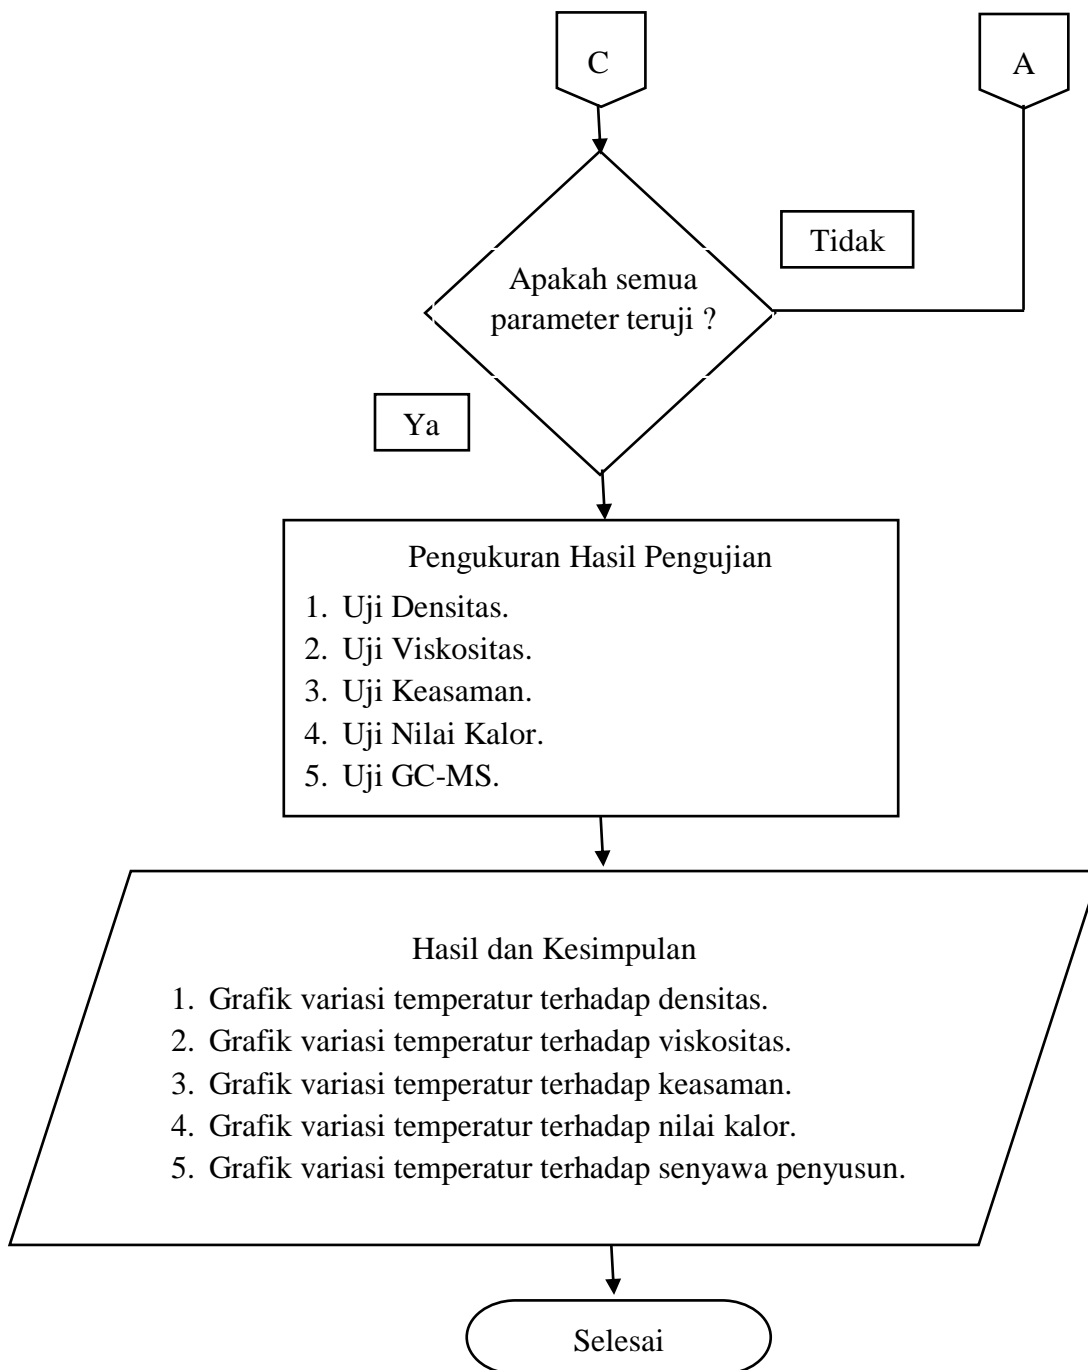 C
A
Tidak
Apakah semua
parameter teruji ?
Ya
Pengukuran Hasil Pengujian
1. Uji Densitas.
2. Uji Viskositas.
3. Uji Keasaman.
4. Uji Nilai Kalor.
5. Uji GC-MS.
Hasil dan Kesimpulan
1. Grafik variasi temperatur terhadap densitas.
2. Grafik variasi temperatur terhadap viskositas.
3. Grafik variasi temperatur terhadap keasaman.
4. Grafik variasi temperatur terhadap nilai kalor.
5. Grafik variasi temperatur terhadap senyawa penyusun.
Selesai